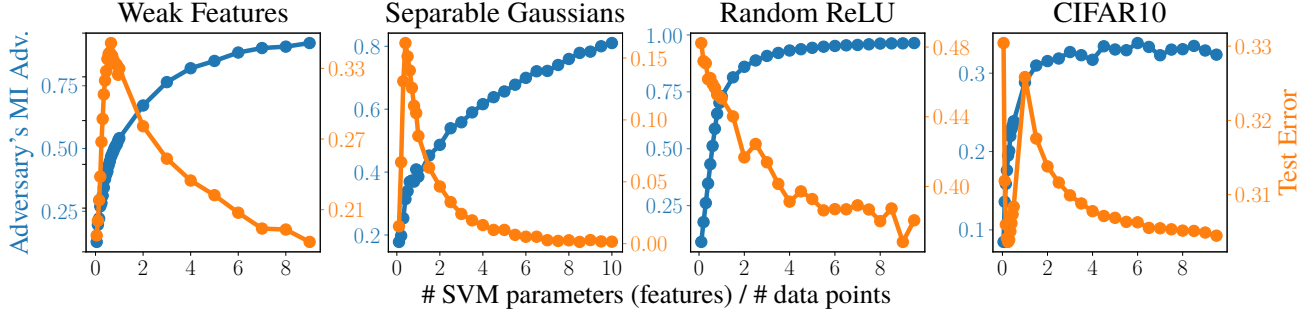 Weak Features
Separable Gaussians
Random ReLU
CIFAR10
Adversary's MI Adv.
0.75
0.50
0.25
0.33
0.27
0.21
0 2 4 6 8
0.8
0.6
0.4
0.2
0.15
0.10
0.05
0.00
0 2 4 6 8 10
1.00
0.75
0.50
0.25
0.48
0.44
0.40
0 2 4 6 8
0.3
0.2
0.1
0.33
0.32
0.31
0 2 4 6 8
Test Error
# SVM parameters (features) / # data points